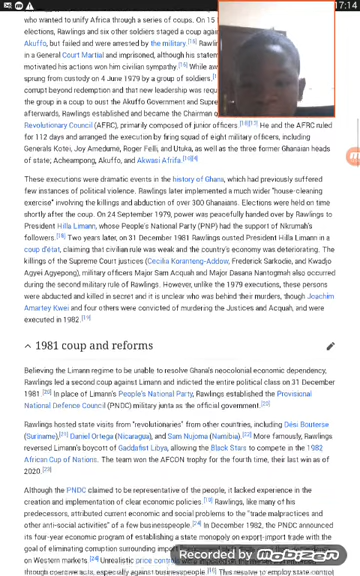 17:14
who wanted to unify Africa through a series of coups. On 15
elections, Rawlings and six other soldiers staged a coup again
Akuffo, but failed and were arrested by the military.
in a General Court Martial and imprisoned, although his statem
motivated his actions won him civilian sympathy.[16] While aw
sprung from custody on 4 June 1979 by a group of soldiers.
corrupt beyond redemption and that new leadership was requ
the group in a coup to oust the Akuffo Government and Supre
afterwards, Rawlings established and became the Chairman o
Revolutionary Council (AFRC), primarily composed of junior officers. He and the AFRC ruled
for 112 days and arranged the execution by firing squad of eight military officers, including
Generals Kotei, Joy Amedume, Roger Felli, and Utuka, as well as the three former Ghanaian heads
of state; Acheampong, Akuffo, and Akwasi Afrifa.
These executions were dramatic events in the history of Ghana, which had previously suffered
few instances of political violence. Rawlings later implemented a much wider "house-cleaning
exercise" involving the killings and abduction of over 300 Ghanaians. Elections were held on time
shortly after the coup. On 24 September 1979, power was peacefully handed over by Rawlings to
President Hilla Limann, whose People's National Party (PNP) had the support of Nkrumah's
followers. Two years later, on 31 December 1981 Rawlings ousted President Hilla Limann in a
coup d'état, claiming that civilian rule was weak and the country's economy was deteriorating. The
killings of the Supreme Court justices (Cecilia Koranteng-Addow, Frederick Sarkodie, and Kwadjo
Agyei Agyepong), military officers Major Sam Acquah and Major Dasana Nantogmah also occurred
during the second military rule of Rawlings. However, unlike the 1979 executions, these persons
were abducted and killed in secret and it is unclear who was behind their murders, though Joachim
Amartey Kwei and four others were convicted of murdering the Justices and Acquah, and were
executed in 1982.[19]
1981 coup and reforms
Believing the Limann regime to be unable to resolve Ghana's neocolonial economic dependency,
Rawlings led a second coup against Limann and indicted the entire political class on 31 December
1981.[20] In place of Limann's People's National Party, Rawlings established the Provisional
National Defence Council (PNDC) military junta as the official government.[20]
Rawlings hosted state visits from "revolutionaries" from other countries, including Dési Bouterse
(Suriname),[21] Daniel Ortega (Nicaragua), and Sam Nujoma (Namibia).[22] More famously, Rawlings
reversed Limann's boycott of Gaddafist Libya, allowing the Black Stars to compete in the 1982
African Cup of Nations. The team won the AFCON trophy for the fourth time, their last win as of
2020.[23]
Although the PNDC claimed to be representative of the people, it lacked experience in the
creation and implementation of clear economic policies. Rawlings, like many of his
predecessors, attributed current economic and social problems to the "trade malpractices and
other anti-social activities" of a few businesspeople.[24] In December 1982, the PNDC announced
its four-year economic program of establishing a state monopoly on export-import trade with the
goal of eliminating corruption surrounding
on Western markets.[24] Unrealistic price
through coercive acts, especially against businesspeople. This resolve to employ state control
Recorded by Mobizen